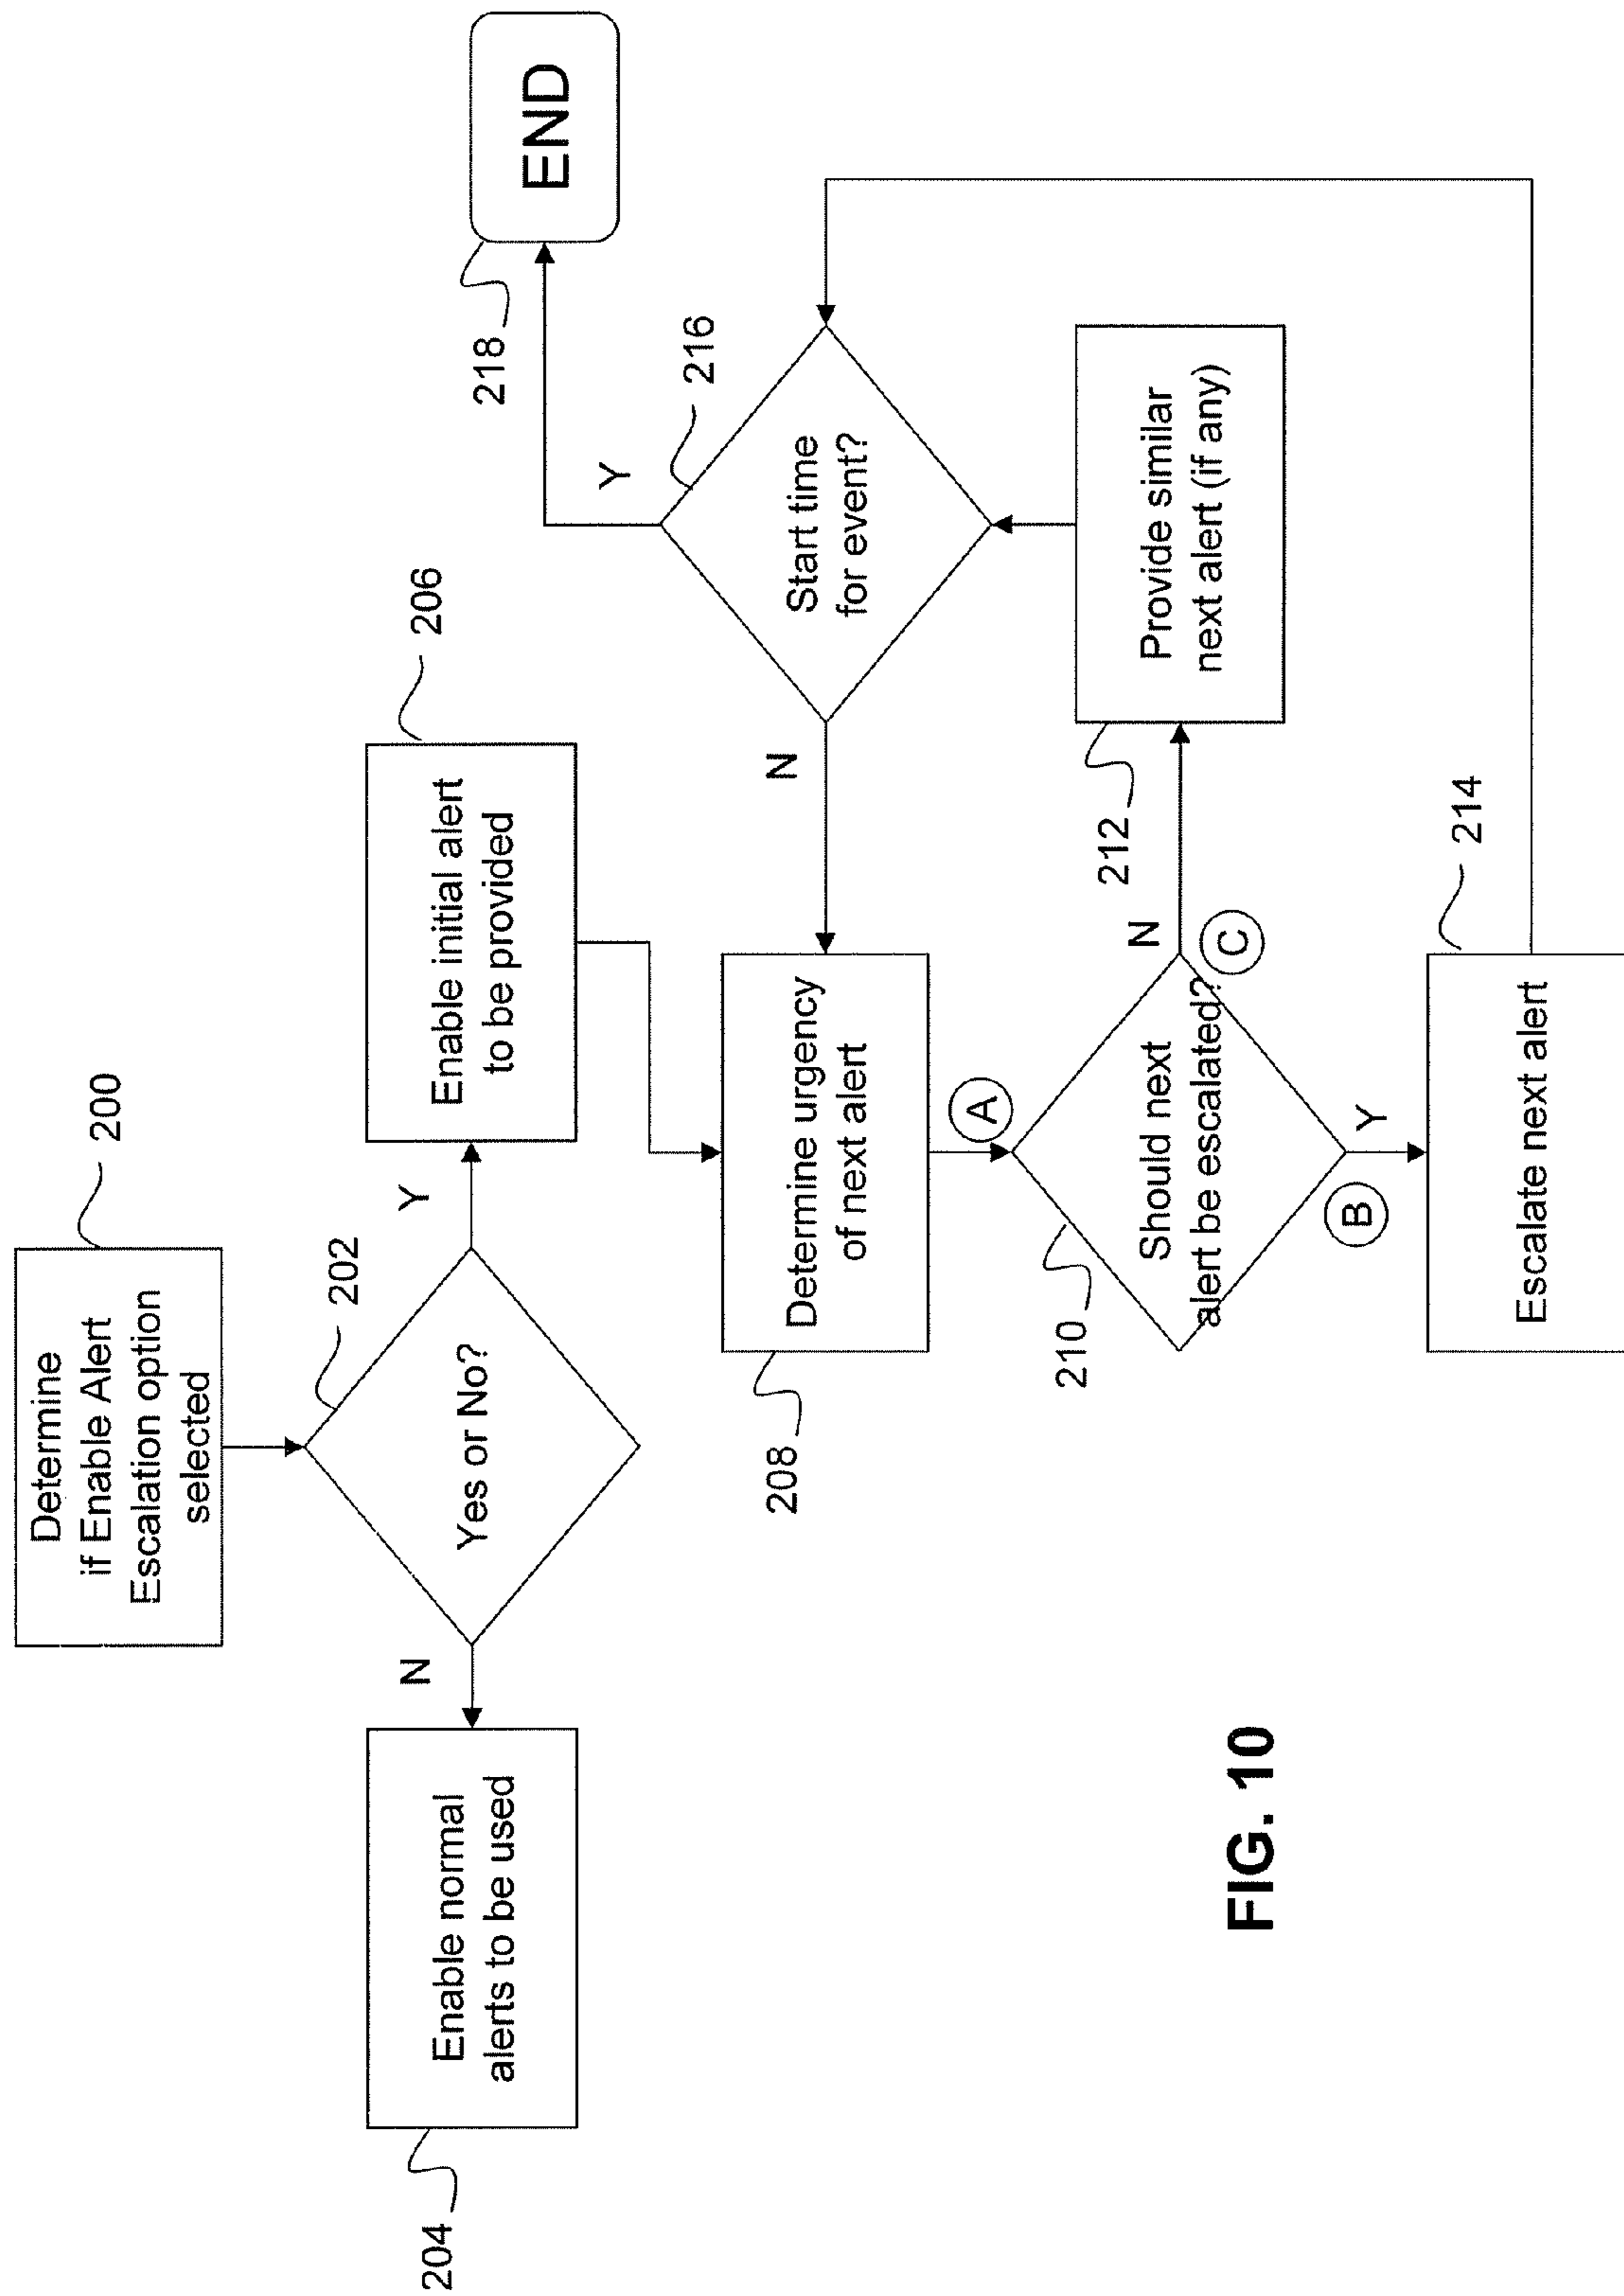 Determine
if Enable Alert
Escalation option
selected
200
Yes or No?
202
N
Y
Enable normal
alerts to be used
204
Enable initial alert
to be provided
206
Determine urgency
of next alert
208
A
Should next
alert be escalated?
210
N
C
B
Y
Provide similar
next alert (if any)
212
Escalate next alert
214
Start time
for event?
216
N
Y
END
218
FIG. 10